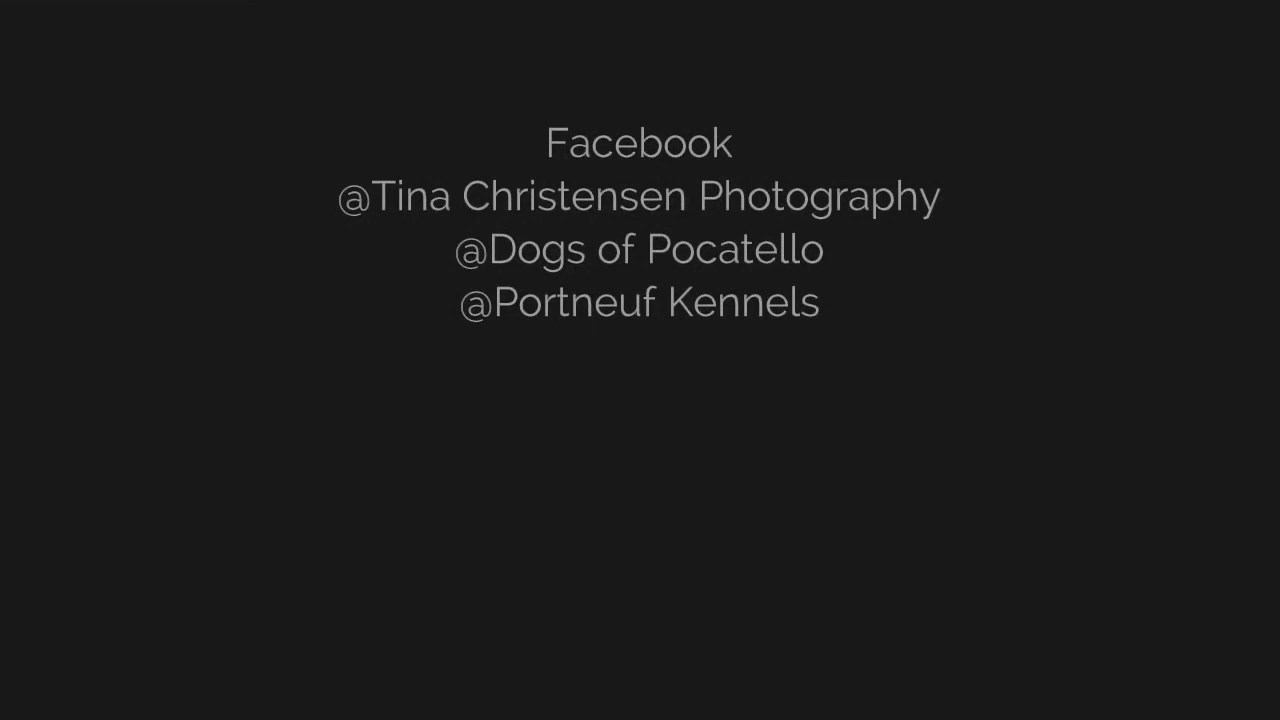 Facebook
@Tina Christensen Photography
@Dogs of Pocatello
@Portneuf Kennels